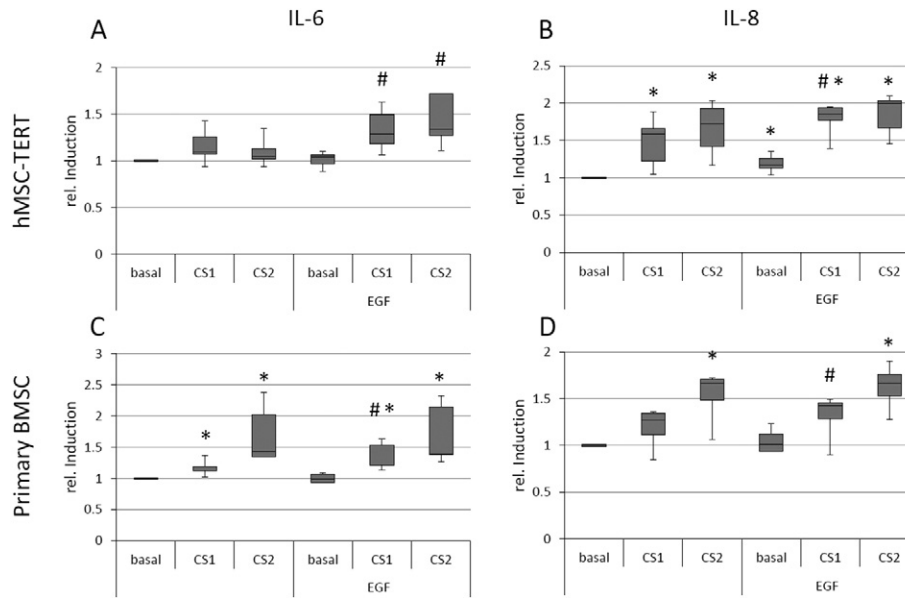 IL-6
IL-8
hMSC-TERT
A
#
#
rel. Induction
2
1.5
1
0.5
0
basal CS1 CS2 basal CS1 CS2
EGF
B
* * * # * *
rel. Induction
2.5
2
1.5
1
0.5
0
basal CS1 CS2 basal CS1 CS2
EGF
Primary BMSC
C
* * # * *
rel. Induction
3
2.5
2
1.5
1
0.5
0
basal CS1 CS2 basal CS1 CS2
EGF
D
* # *
rel. Induction
2
1.5
1
0.5
0
basal CS1 CS2 basal CS1 CS2
EGF